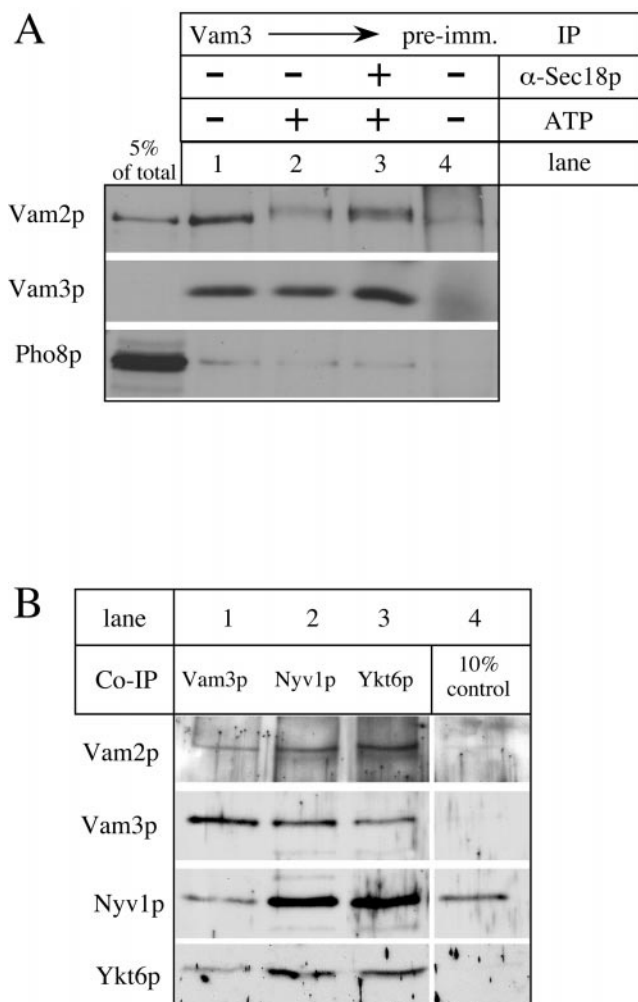 A
Vam3 pre-imm. IP
- - + - α-Sec18p
- + + - ATP
5%
of total 1 2 3 4 lane
Vam2p
Vam3p
Pho8p
B
lane 1 2 3 4
Co-IP Vam3p Nyv1p Ykt6p 10%
control
Vam2p
Vam3p
Nyv1p
Ykt6p